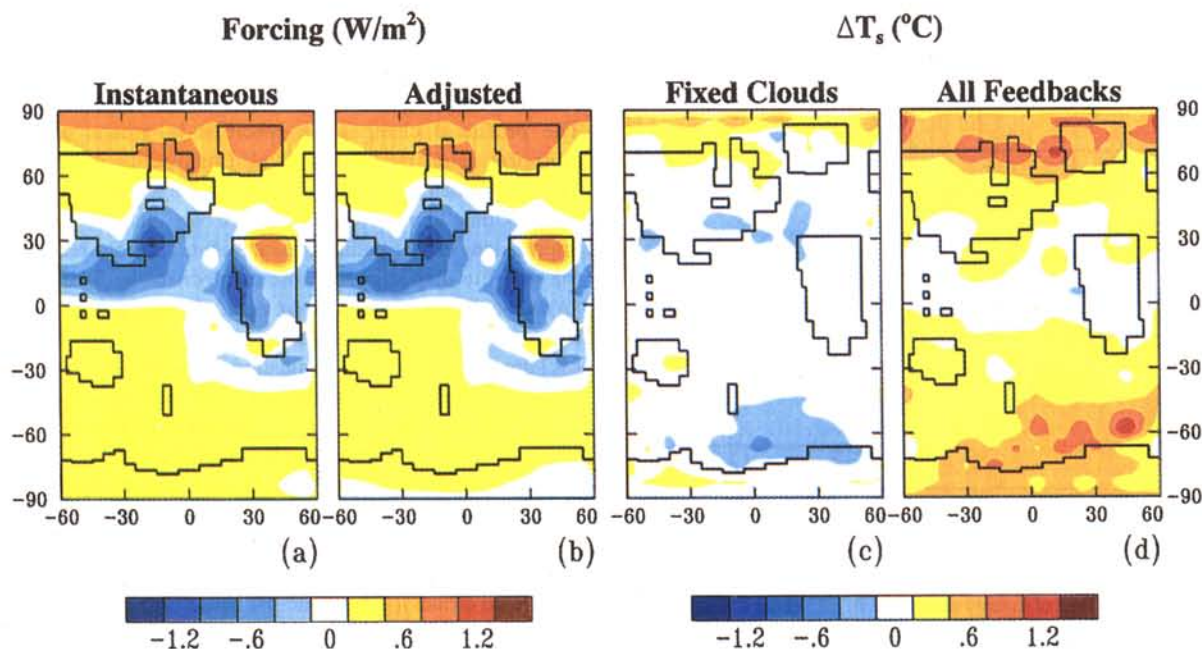 Forcing (W/m²)
ΔTₛ (°C)
Instantaneous
Adjusted
Fixed Clouds
All Feedbacks
90
60
30
0
-30
-60
-90
90
60
30
0
-30
-60
-90
-60 -30 0 30 60
-60 -30 0 30 60
-60 -30 0 30 60
-60 -30 0 30 60
(a)
(b)
(c)
(d)
-1.2 -.6 0 .6 1.2
-1.2 -.6 0 .6 1.2